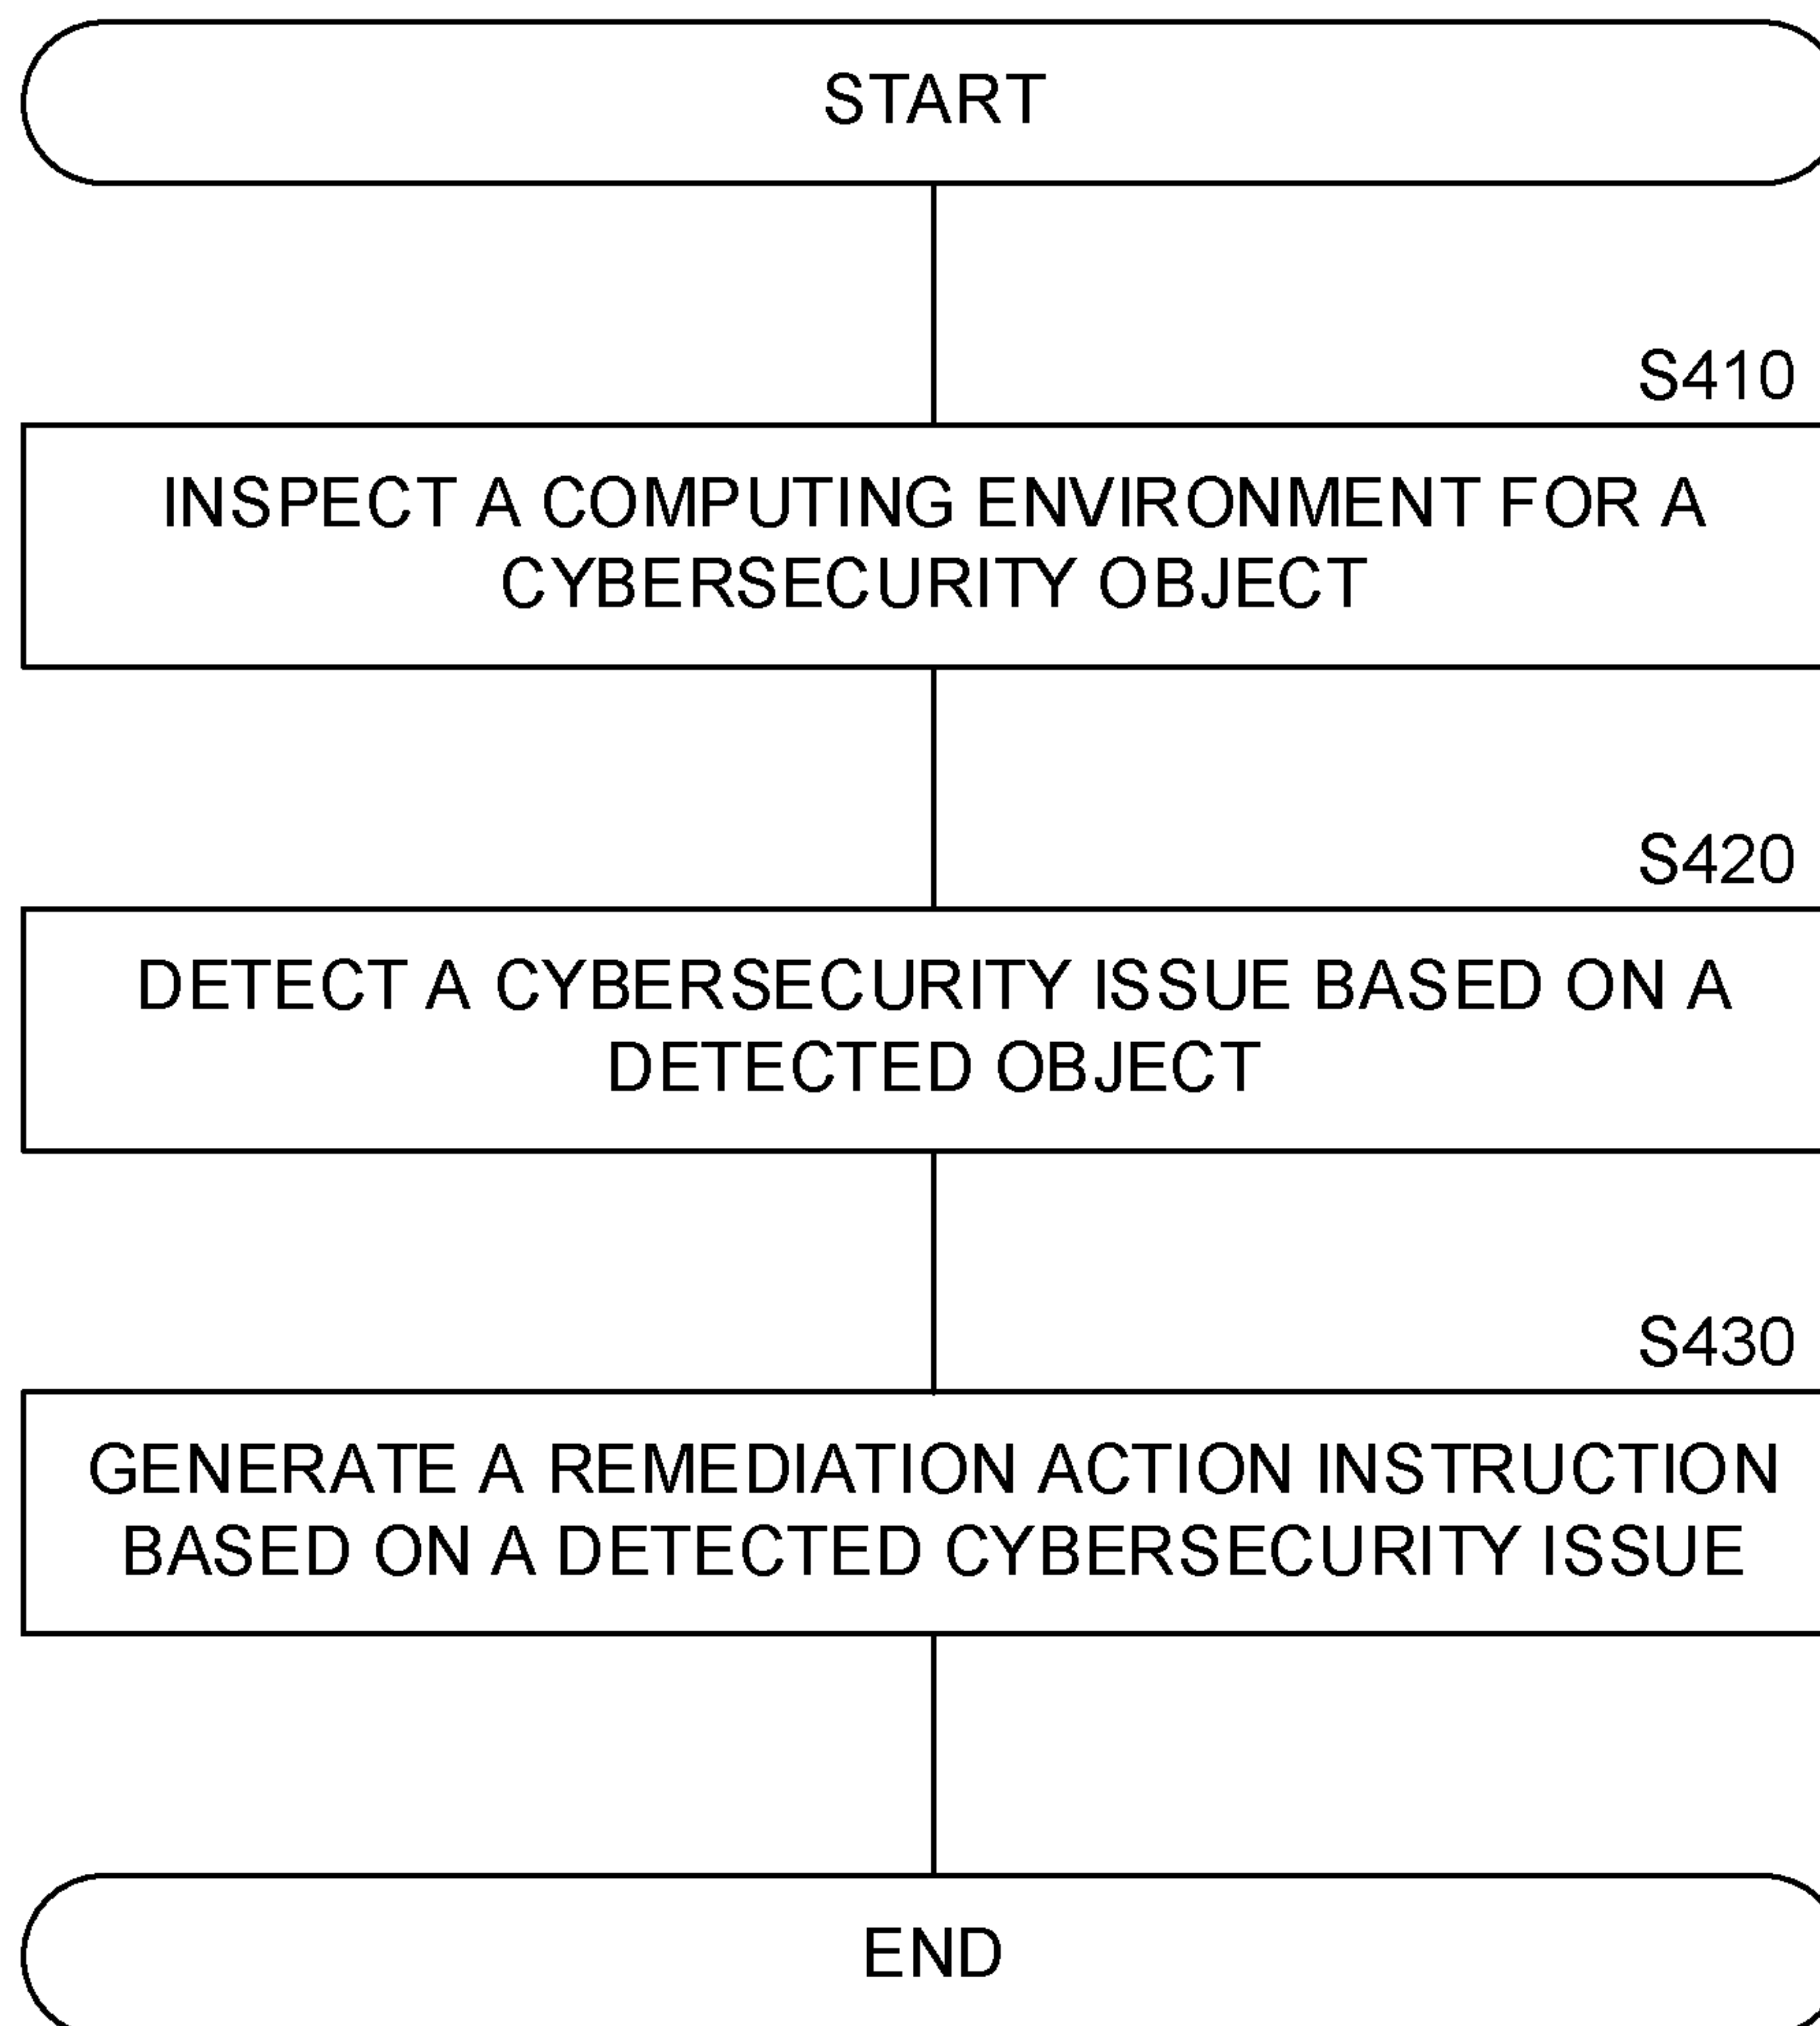 START
S410
INSPECT A COMPUTING ENVIRONMENT FOR A
CYBERSECURITY OBJECT
S420
DETECT A CYBERSECURITY ISSUE BASED ON A
DETECTED OBJECT
S430
GENERATE A REMEDIATION ACTION INSTRUCTION
BASED ON A DETECTED CYBERSECURITY ISSUE
END